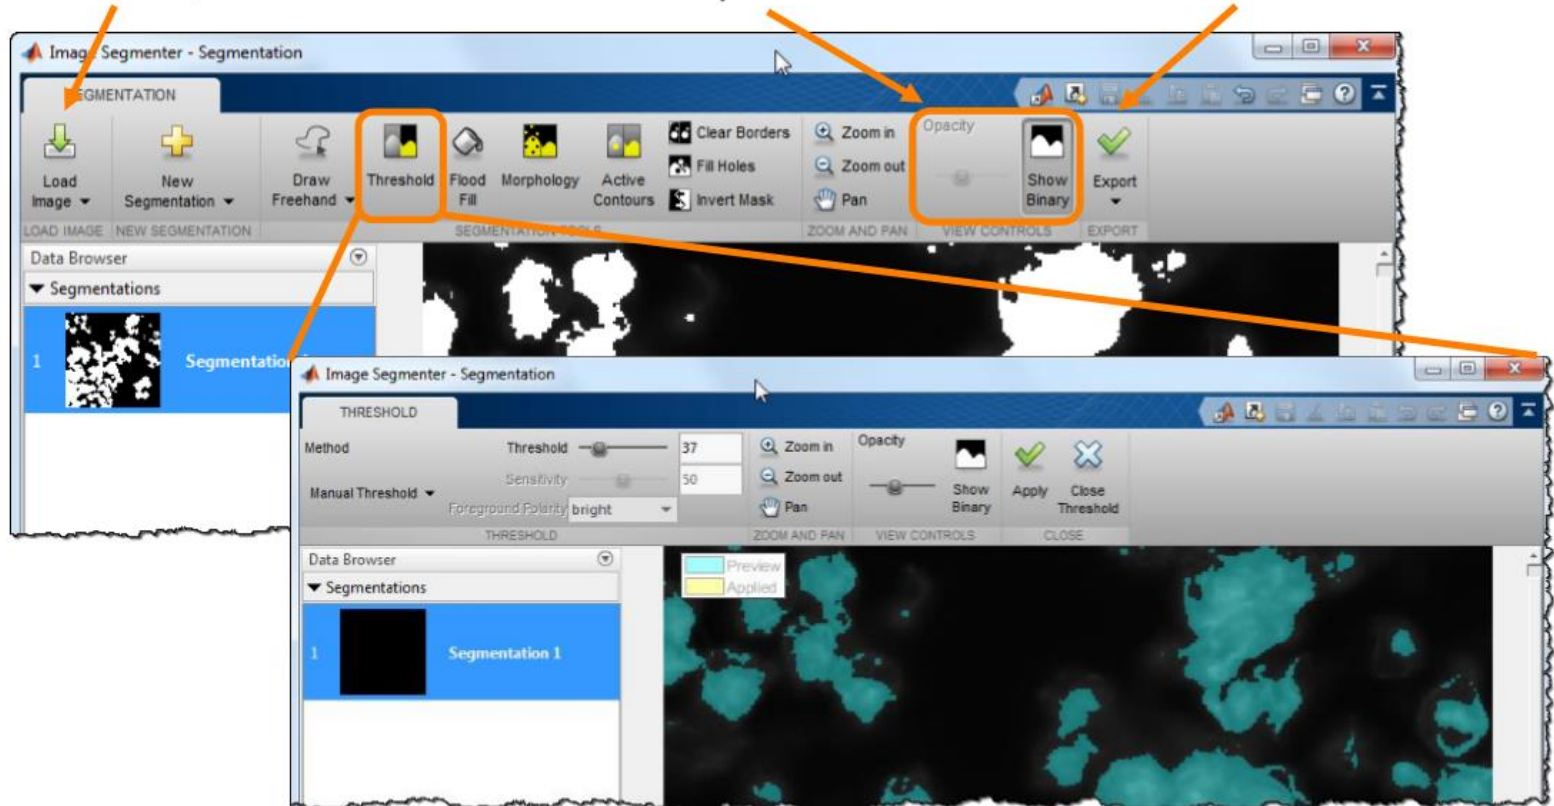 Image Segmenter - Segmentation
SEGMENTATION
Load Image
New Segmentation
Draw Freehand
Threshold
Flood Fill
Morphology
Active Contours
Clear Borders
Fill Holes
Invert Mask
Zoom in
Zoom out
Pan
Opacity
Show Binary
Export
LOAD IMAGE
NEW SEGMENTATION
SEGMENTATION TOOLS
ZOOM AND PAN
VIEW CONTROLS
EXPORT
Data Browser
Segmentations
1
Segmentation
Image Segmenter - Segmentation
THRESHOLD
Method
Manual Threshold
Threshold
37
Sensitivity
50
Foreground Polarity
bright
Zoom in
Zoom out
Pan
Opacity
Show Binary
Apply
Close Threshold
THRESHOLD
ZOOM AND PAN
VIEW CONTROLS
CLOSE
Data Browser
Segmentations
1
Segmentation 1
Preview
Applied